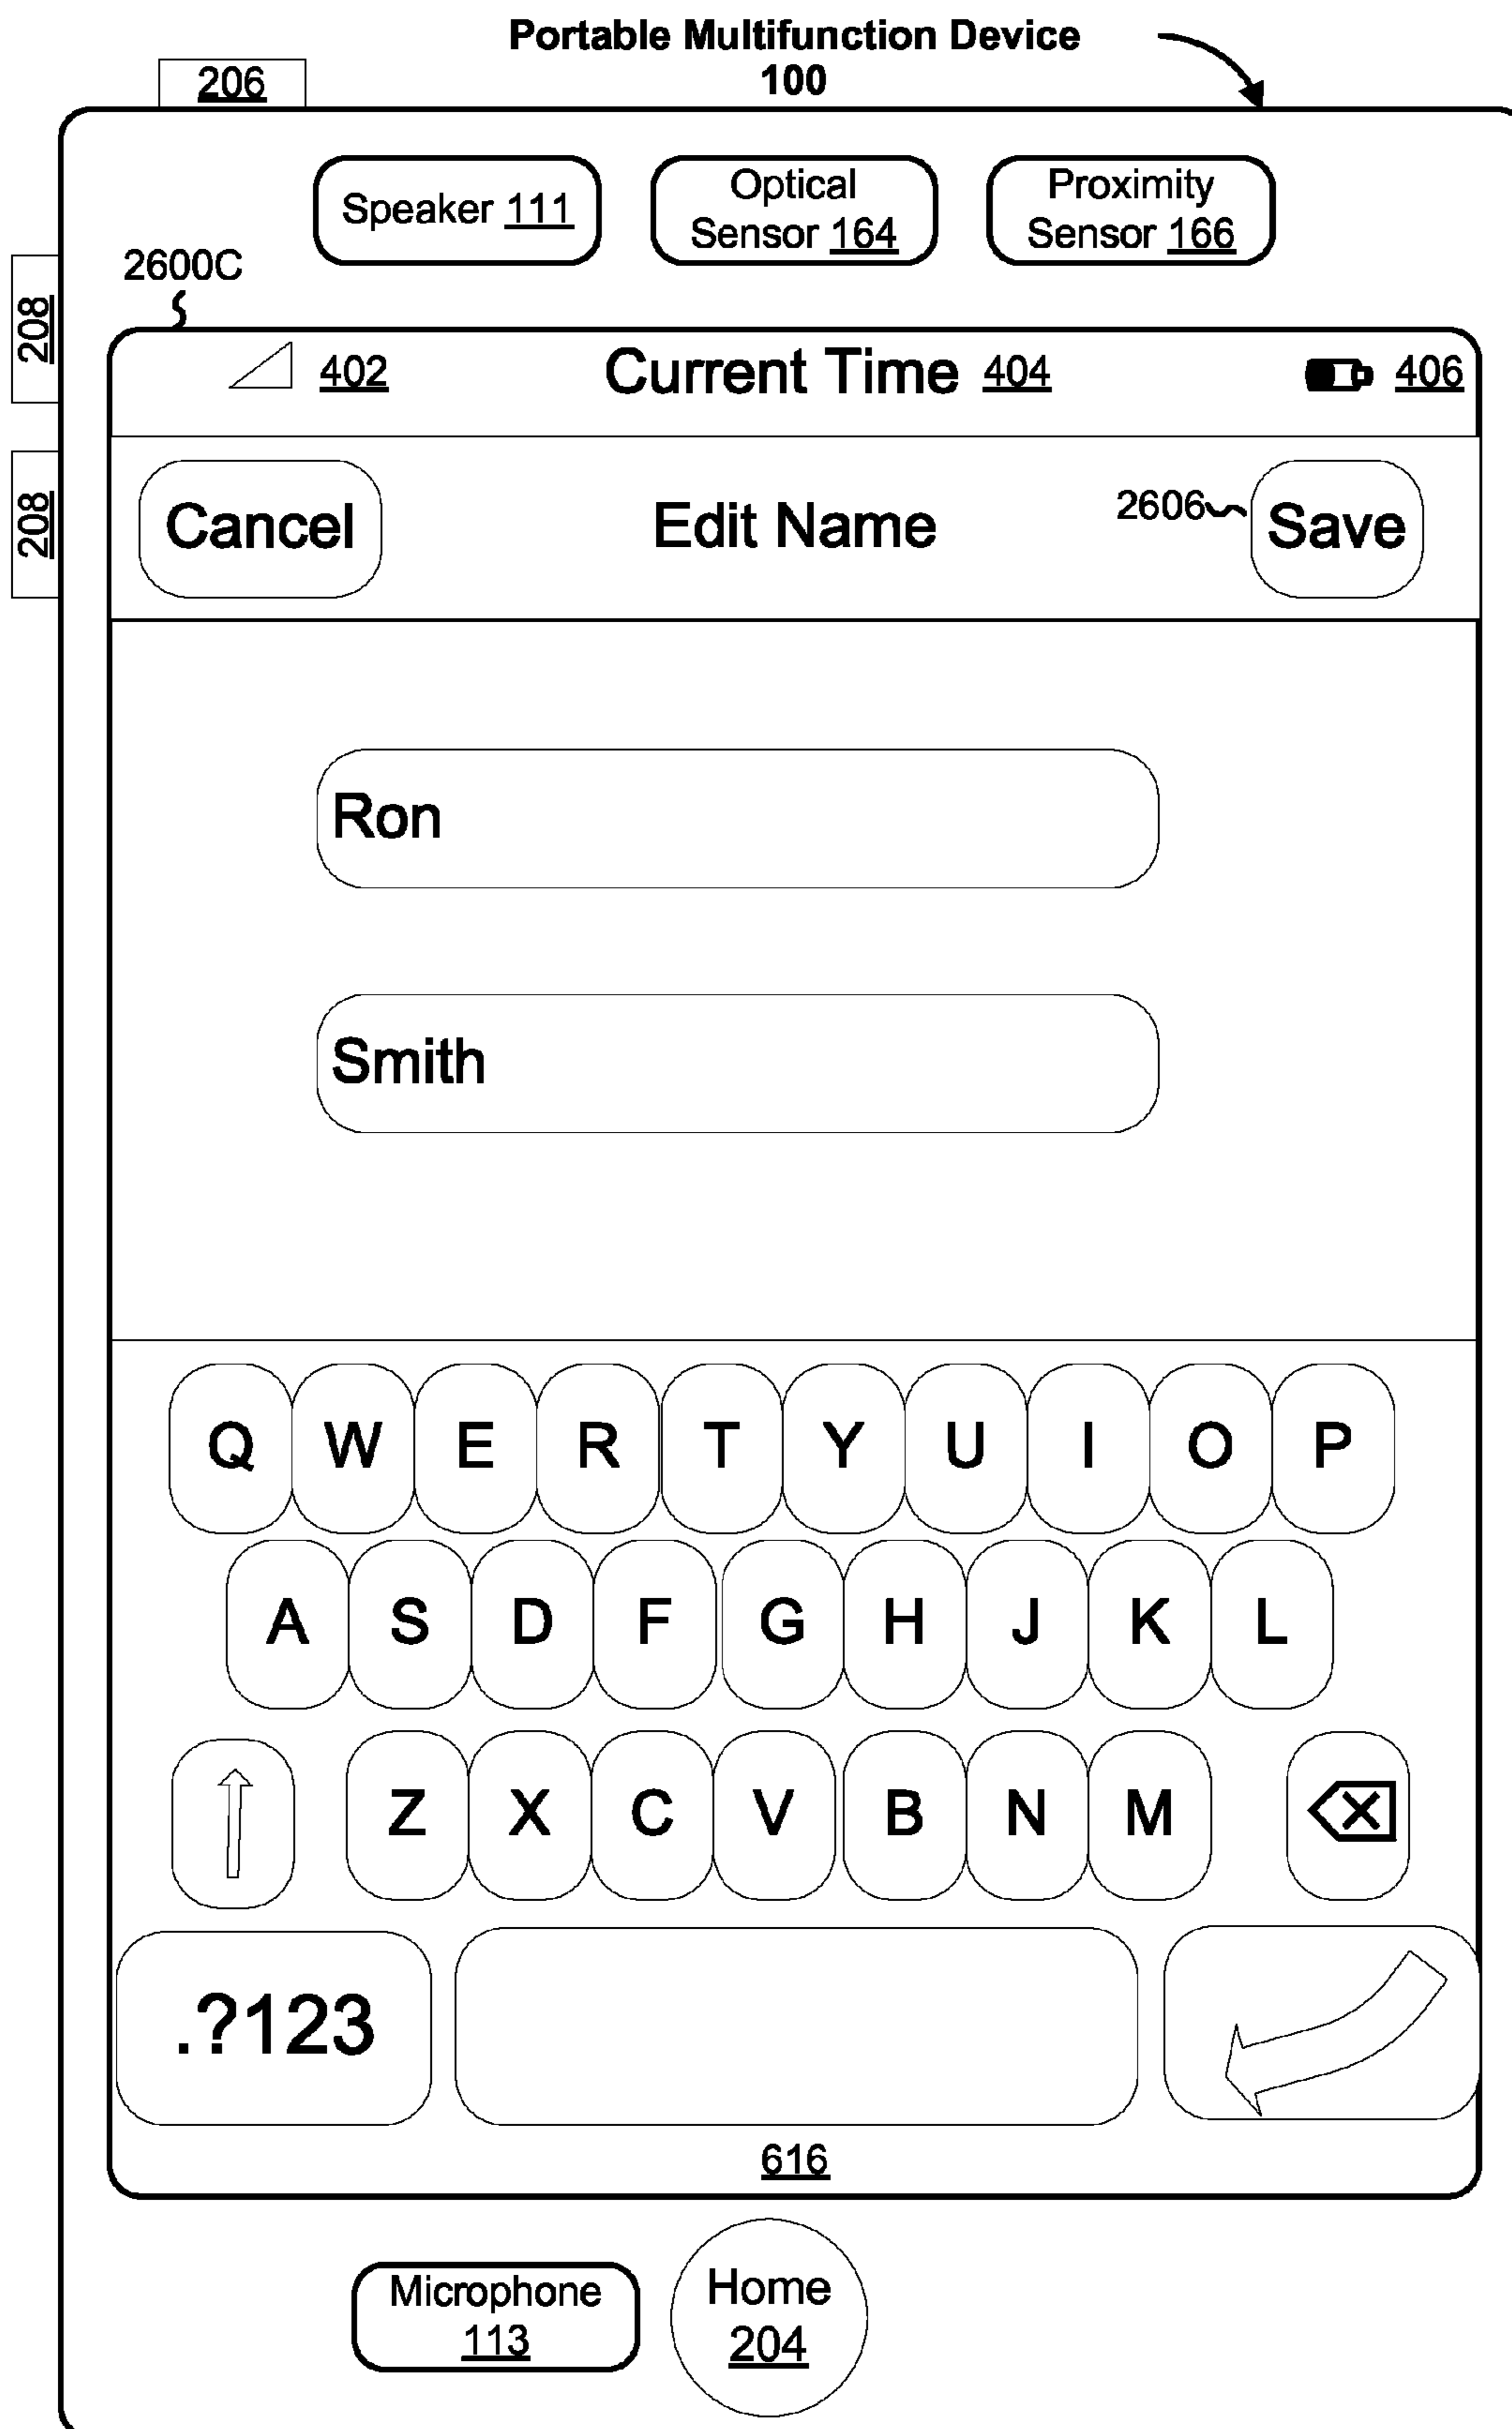 Portable Multifunction Device
100
206
Speaker 111
Optical
Sensor 164
Proximity
Sensor 166
2600C
208
402
Current Time 404
406
208
Cancel
Edit Name
2606
Save
Ron
Smith
Q W E R T Y U I O P
A S D F G H J K L
Z X C V B N M
.?123
616
Microphone
113
Home
204